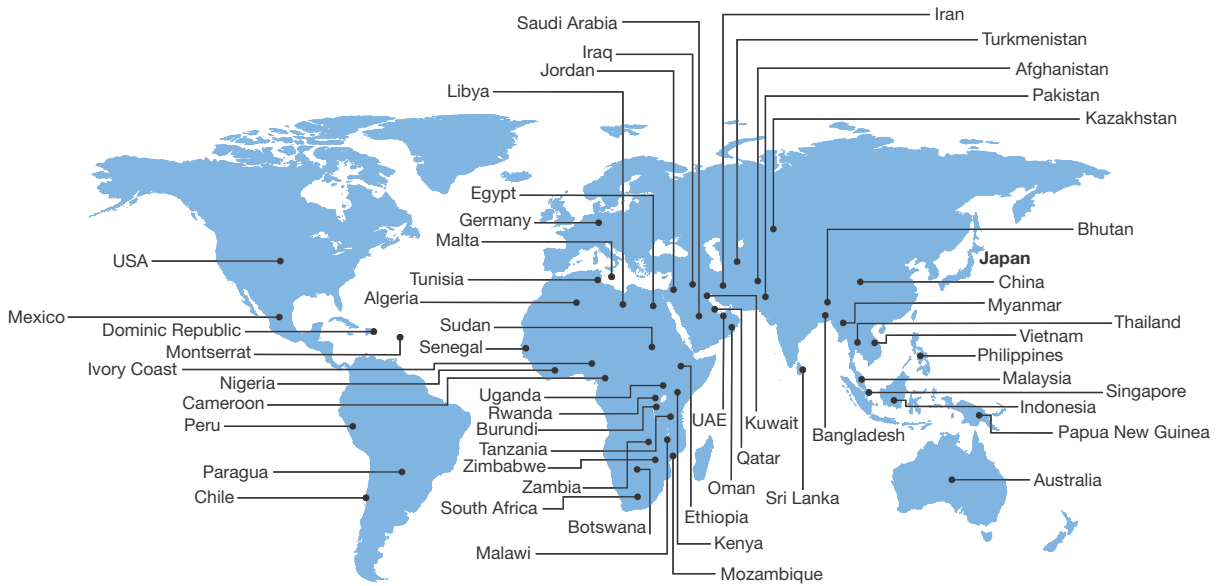 Iran
Saudi Arabia
Turkmenistan
Iraq
Afghanistan
Jordan
Libya
Pakistan
Kazakhstan
Egypt
Germany
Bhutan
Malta
USA
Japan
Tunisia
China
Algeria
Myanmar
Mexico
Thailand
Dominic Republic
Sudan
Vietnam
Montserrat
Senegal
Philippines
Ivory Coast
Malaysia
Nigeria
Uganda
Singapore
Cameroon
Rwanda
UAE
Kuwait
Indonesia
Peru
Burundi
Bangladesh
Papua New Guinea
Tanzania
Qatar
Zimbabwe
Paragua
Zambia
Oman
Sri Lanka
Australia
Chile
South Africa
Ethiopia
Botswana
Malawi
Kenya
Mozambique